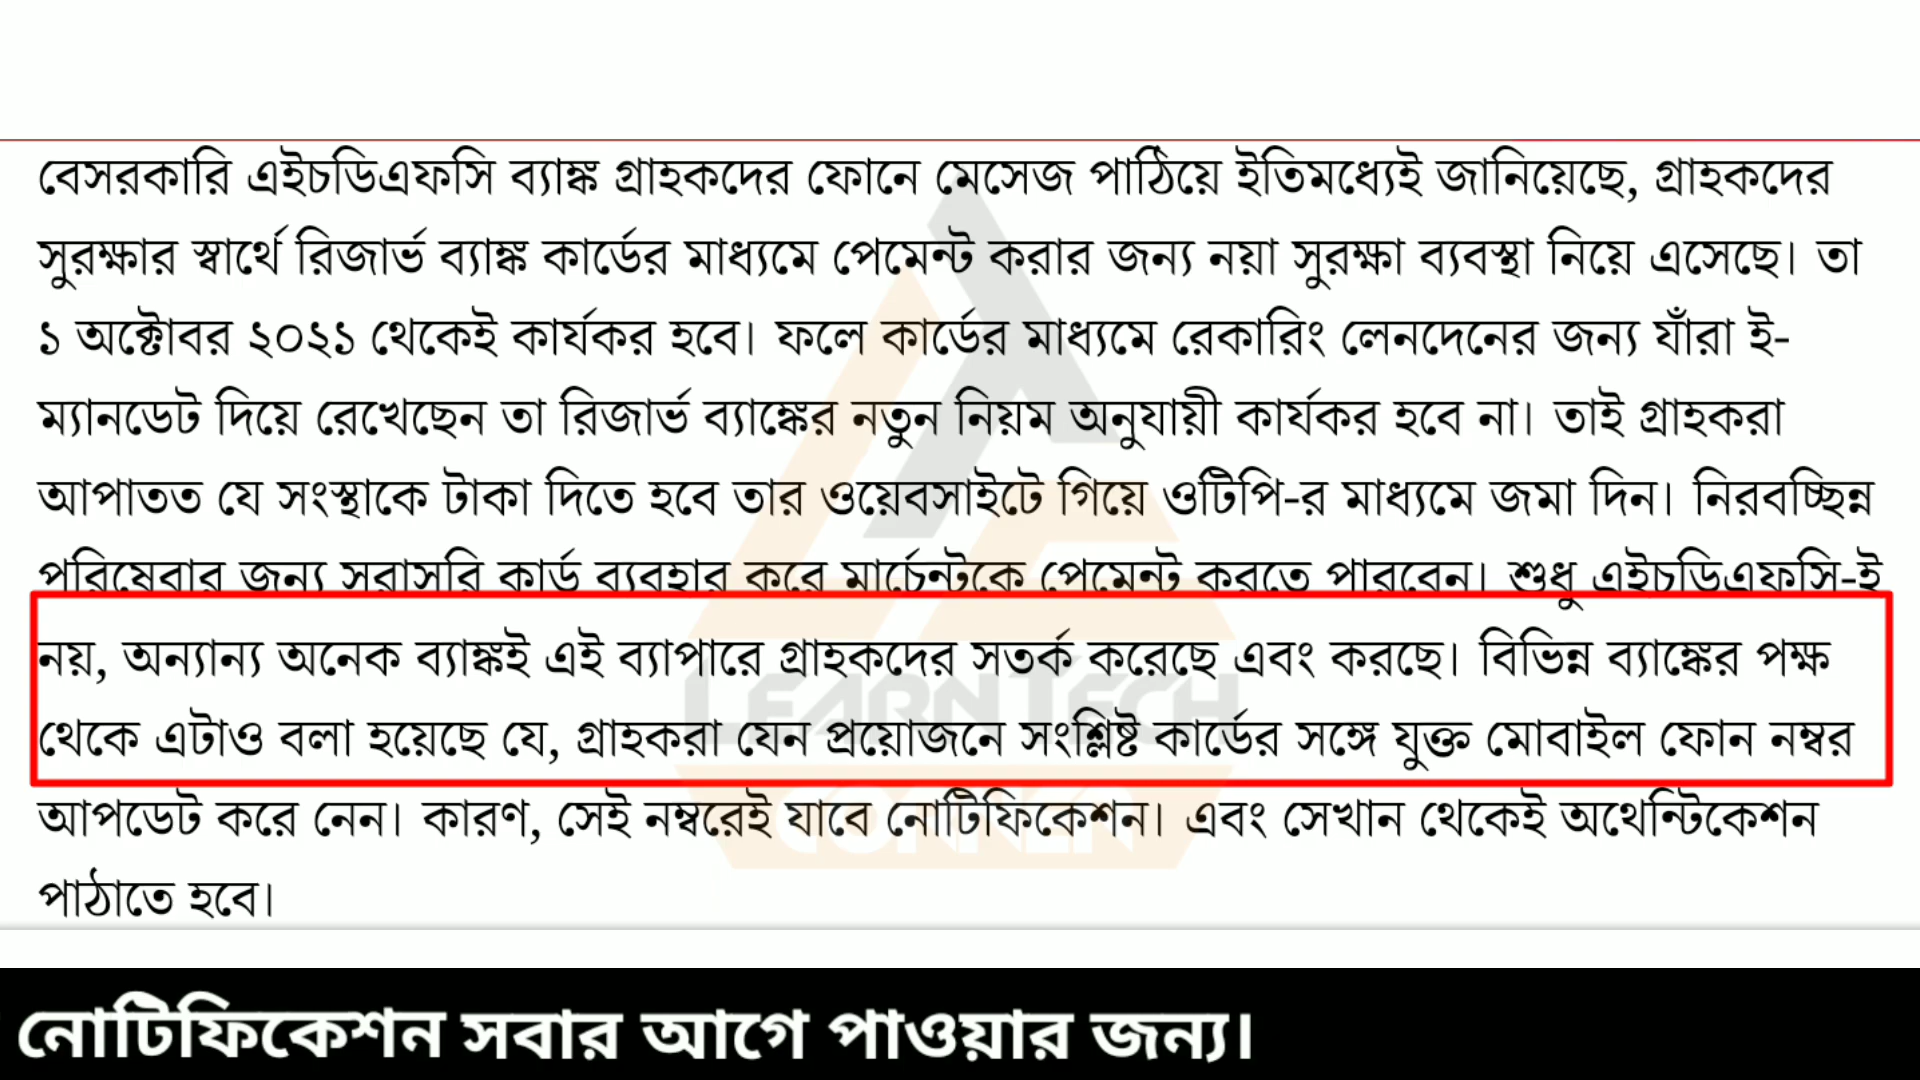 বেসরকারি এইচডিএফসি ব্যাঙ্ক গ্রাহকদের ফোনে মেসেজ পাঠিয়ে ইতিমধ্যেই জানিয়েছে, গ্রাহকদের
সুরক্ষার স্বার্থে রিজার্ভ ব্যাঙ্ক কার্ডের মাধ্যমে পেমেন্ট করার জন্য নয়া সুরক্ষা ব্যবস্থা নিয়ে এসেছে। তা
১ অক্টোবর ২০২১ থেকেই কার্যকর হবে। ফলে কার্ডের মাধ্যমে রেকারিং লেনদেনের জন্য যাঁরা ই-
ম্যানডেট দিয়ে রেখেছেন তা রিজার্ভ ব্যাঙ্কের নতুন নিয়ম অনুযায়ী কার্যকর হবে না। তাই গ্রাহকরা
আপাতত যে সংস্থাকে টাকা দিতে হবে তার ওয়েবসাইটে গিয়ে ওটিপি-র মাধ্যমে জমা দিন। নিরবচ্ছিন্ন
পরিষেবার জন্য সরাসরি কার্ড ব্যবহার করে মার্চেন্টকে পেমেন্ট করতে পারবেন। শুধু এইচডিএফসি-ই
নয়, অন্যান্য অনেক ব্যাঙ্কই এই ব্যাপারে গ্রাহকদের সতর্ক করেছে এবং করছে। বিভিন্ন ব্যাঙ্কের পক্ষ
থেকে এটাও বলা হয়েছে যে, গ্রাহকরা যেন প্রয়োজনে সংশ্লিষ্ট কার্ডের সঙ্গে যুক্ত মোবাইল ফোন নম্বর
আপডেট করে নেন। কারণ, সেই নম্বরেই যাবে নোটিফিকেশন। এবং সেখান থেকেই অথেন্টিকেশন
পাঠাতে হবে।
LEARN TECH
নোটিফিকেশন সবার আগে পাওয়ার জন্য।